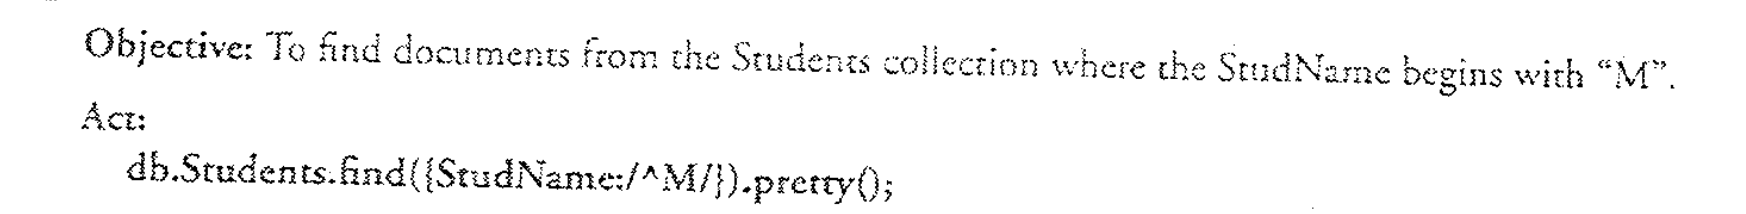 Objective: To find documents from the Students collection where the StudName begins with “M”.
Act:
db.Students.find({StudName:/^M/}).pretty();